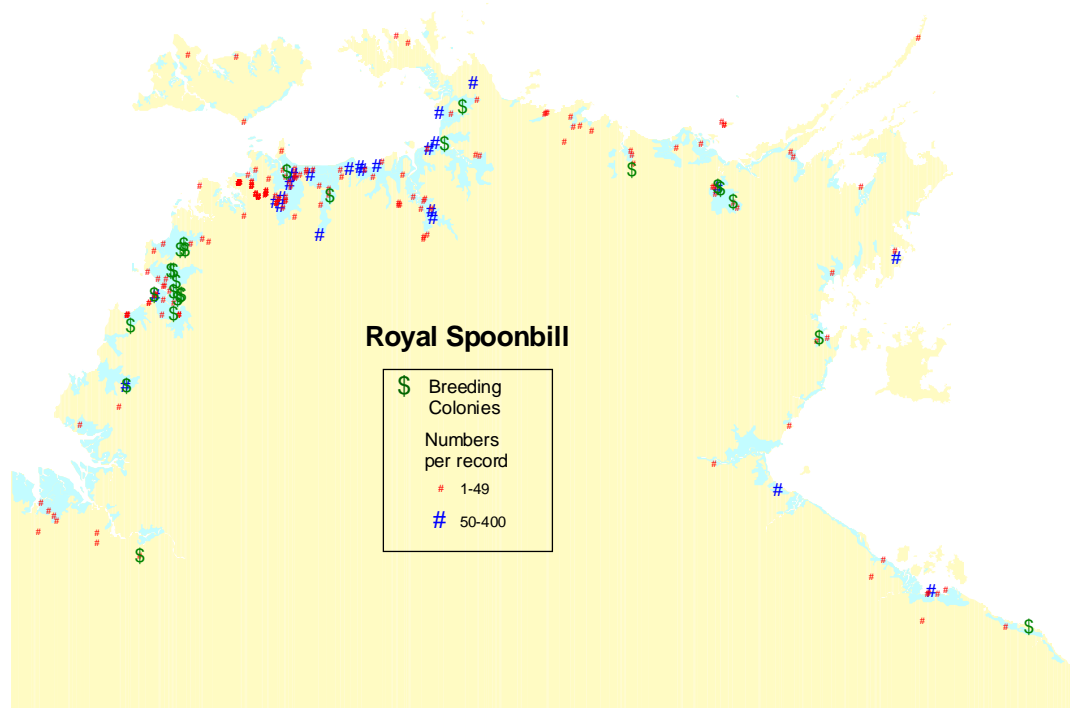 Royal Spoonbill
$ Breeding
Colonies
Numbers
per record
# 1-49
# 50-400